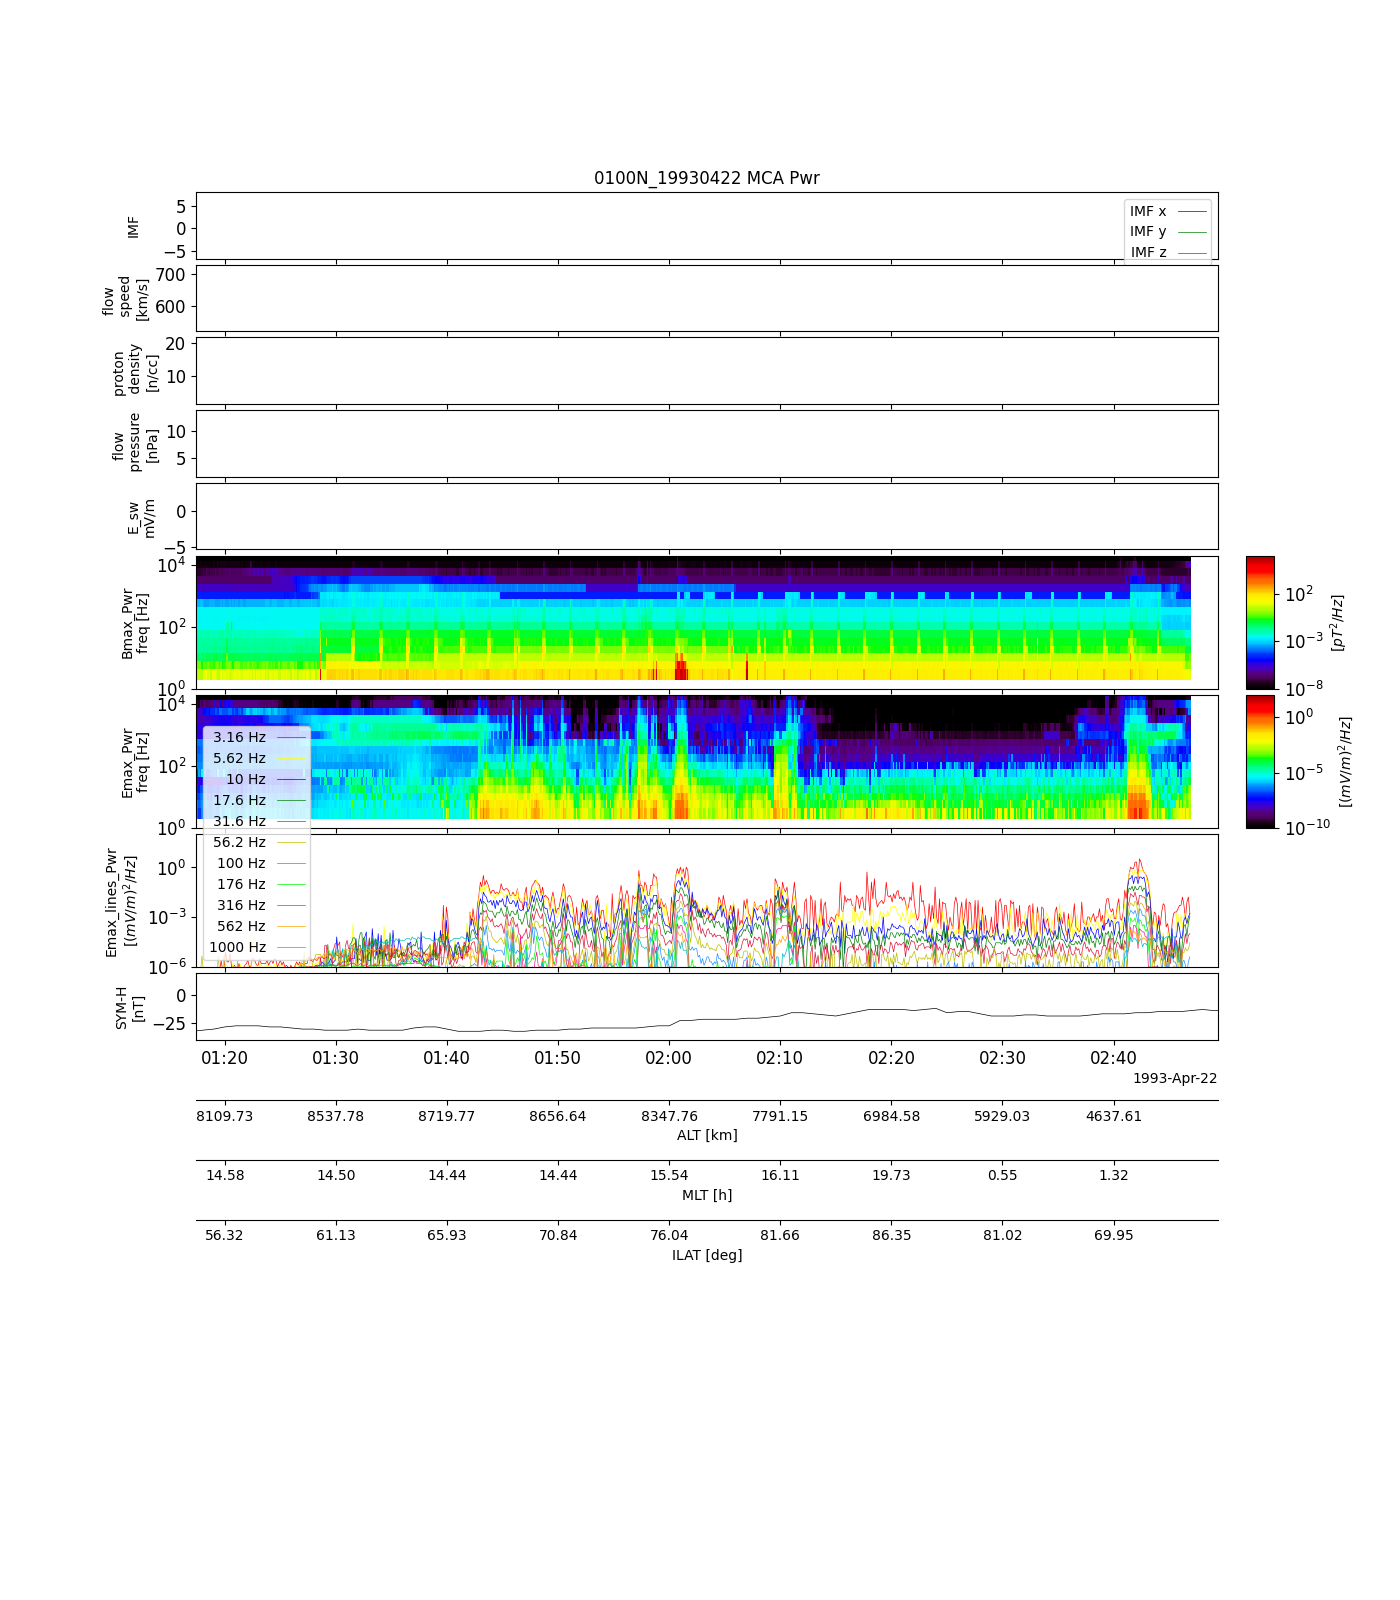 0100N_19930422 MCA Pwr
IMF
5
0
−5
IMF x
IMF y
IMF z
flow
speed
[km/s]
700
600
proton
density
[n/cc]
20
10
flow
pressure
[nPa]
10
5
E_sw
mV/m
0
−5
Bmax_Pwr
freq [Hz]
10^4
10^2
10^0
10^2
10^−3
10^−8
[pT^2/Hz]
Emax_Pwr
freq [Hz]
10^4
10^2
10^0
10^0
10^−5
10^−10
[(mV/m)^2/Hz]
3.16 Hz
5.62 Hz
10 Hz
17.6 Hz
31.6 Hz
56.2 Hz
100 Hz
176 Hz
316 Hz
562 Hz
1000 Hz
Emax_lines_Pwr
[(mV/m)^2/Hz]
10^0
10^−3
10^−6
SYM-H
[nT]
0
−25
01:20 01:30 01:40 01:50 02:00 02:10 02:20 02:30 02:40
1993-Apr-22
8109.73 8537.78 8719.77 8656.64 8347.76 7791.15 6984.58 5929.03 4637.61
ALT [km]
14.58 14.50 14.44 14.44 15.54 16.11 19.73 0.55 1.32
MLT [h]
56.32 61.13 65.93 70.84 76.04 81.66 86.35 81.02 69.95
ILAT [deg]